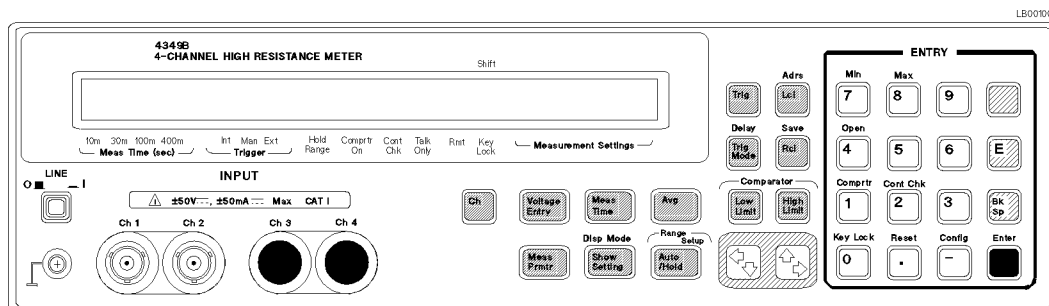 LB00100
4349B
4-CHANNEL HIGH RESISTANCE METER
Shift
10m 30m 100m 400m
Meas Time (sec)
Int Man Ext
Trigger
Hold Range
Comprtr On
Cont Chk
Talk Only
Rmt
Key Lock
Measurement Settings
LINE
INPUT
±50V, ±50mA Max CAT I
Ch 1 Ch 2 Ch 3 Ch 4
Ch
Voltage Entry
Meas Time
Avg
Disp Mode
Range Setup
Meas Prmtr
Show Setting
Auto /Hold
Adrs
Trig
Lcl
Delay
Save
Trig Mode
Rcl
Comparator
Low Limit
High Limit
ENTRY
Min Max
7 8 9
Open
4 5 6 E
Comprtr Cont Chk
1 2 3 Bk Sp
Key Lock Reset Config Enter
0 . -